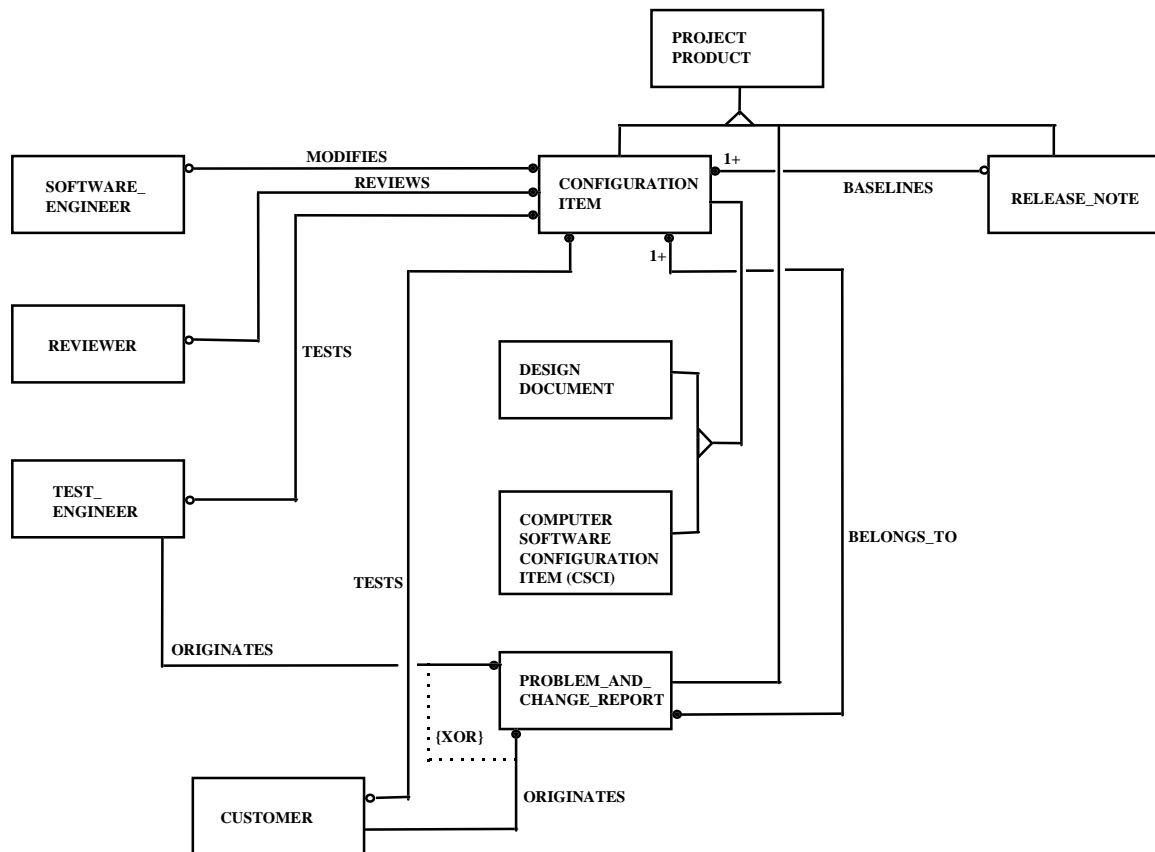 PROJECT
PRODUCT
MODIFIES
1+
SOFTWARE_
ENGINEER
REVIEWS
CONFIGURATION
ITEM
BASELINES
RELEASE_NOTE
1+
REVIEWER
TESTS
DESIGN
DOCUMENT
TEST_
ENGINEER
COMPUTER
SOFTWARE
CONFIGURATION
ITEM (CSCI)
BELONGS_TO
TESTS
ORIGINATES
PROBLEM_AND_
CHANGE_REPORT
{XOR}
ORIGINATES
CUSTOMER